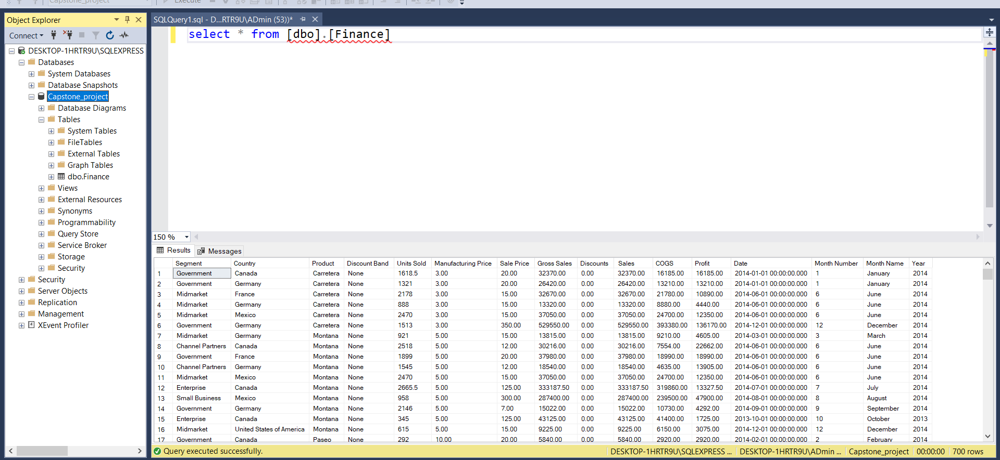 Capstone_project
Execute
Object Explorer
SQLQuery1.sql - D...RTR9U\ADmin (53))*
Connect
select * from [dbo].[Finance]
DESKTOP-1HRTR9U\SQLEXPRESS
Databases
System Databases
Database Snapshots
Capstone_project
Database Diagrams
Tables
System Tables
FileTables
External Tables
Graph Tables
dbo.Finance
Views
External Resources
Synonyms
Programmability
Query Store
Service Broker
Storage
Security
Security
Server Objects
Replication
Management
XEvent Profiler
150 %
Results Messages
Segment Country Product Discount Band Units Sold Manufacturing Price Sale Price Gross Sales Discounts Sales COGS Profit Date Month Number Month Name Year
1 Government Canada Carretera None 1618.5 3.00 20.00 32370.00 0.00 32370.00 16185.00 16185.00 2014-01-01 00:00:00.000 1 January 2014
2 Government Germany Carretera None 1321 3.00 20.00 26420.00 0.00 26420.00 13210.00 13210.00 2014-01-01 00:00:00.000 1 January 2014
3 Midmarket France Carretera None 2178 3.00 15.00 32670.00 0.00 32670.00 21780.00 10890.00 2014-06-01 00:00:00.000 6 June 2014
4 Midmarket Germany Carretera None 888 3.00 15.00 13320.00 0.00 13320.00 8880.00 4440.00 2014-06-01 00:00:00.000 6 June 2014
5 Midmarket Mexico Carretera None 2470 3.00 15.00 37050.00 0.00 37050.00 24700.00 12350.00 2014-06-01 00:00:00.000 6 June 2014
6 Government Germany Carretera None 1513 3.00 350.00 529550.00 0.00 529550.00 393380.00 136170.00 2014-12-01 00:00:00.000 12 December 2014
7 Midmarket Germany Montana None 921 5.00 15.00 13815.00 0.00 13815.00 9210.00 4605.00 2014-03-01 00:00:00.000 3 March 2014
8 Channel Partners Canada Montana None 2518 5.00 12.00 30216.00 0.00 30216.00 7554.00 22662.00 2014-06-01 00:00:00.000 6 June 2014
9 Government France Montana None 1899 5.00 20.00 37980.00 0.00 37980.00 18990.00 18990.00 2014-06-01 00:00:00.000 6 June 2014
10 Channel Partners Germany Montana None 1545 5.00 12.00 18540.00 0.00 18540.00 4635.00 13905.00 2014-06-01 00:00:00.000 6 June 2014
11 Midmarket Mexico Montana None 2470 5.00 15.00 37050.00 0.00 37050.00 24700.00 12350.00 2014-06-01 00:00:00.000 6 June 2014
12 Enterprise Canada Montana None 2665.5 5.00 125.00 333187.50 0.00 333187.50 319860.00 13327.50 2014-07-01 00:00:00.000 7 July 2014
13 Small Business Mexico Montana None 958 5.00 300.00 287400.00 0.00 287400.00 239500.00 47900.00 2014-08-01 00:00:00.000 8 August 2014
14 Government Germany Montana None 2146 5.00 7.00 15022.00 0.00 15022.00 10730.00 4292.00 2014-09-01 00:00:00.000 9 September 2014
15 Enterprise Canada Montana None 345 5.00 125.00 43125.00 0.00 43125.00 41400.00 1725.00 2013-10-01 00:00:00.000 10 October 2013
16 Midmarket United States of America Montana None 615 5.00 15.00 9225.00 0.00 9225.00 6150.00 3075.00 2014-12-01 00:00:00.000 12 December 2014
17 Government Canada Paseo None 292 10.00 20.00 5840.00 0.00 5840.00 2920.00 2920.00 2014-02-01 00:00:00.000 2 February 2014
Query executed successfully. DESKTOP-1HRTR9U\SQLEXPRESS ... DESKTOP-1HRTR9U\ADmin ... Capstone_project 00:00:00 700 rows